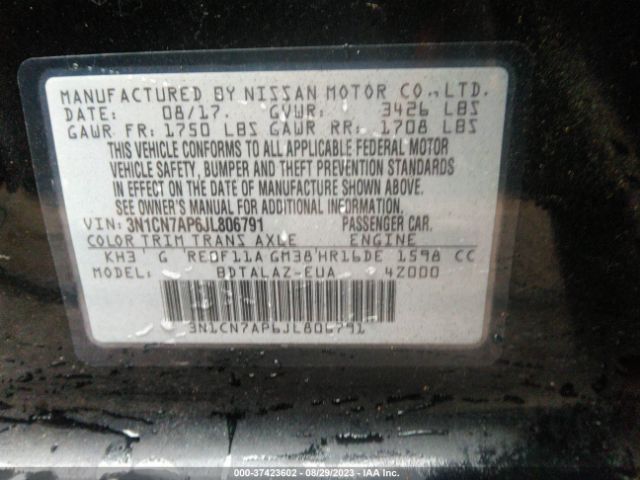 MANUFACTURED BY NISSAN MOTOR CO.,LTD.
DATE: 08/17. GVWR: 3426 LBS
GAWR FR: 1750 LBS GAWR RR: 1708 LBS
THIS VEHICLE CONFORMS TO ALL APPLICABLE FEDERAL MOTOR
VEHICLE SAFETY, BUMPER AND THEFT PREVENTION STANDARDS
IN EFFECT ON THE DATE OF MANUFACTURE SHOWN ABOVE.
SEE OWNER'S MANUAL FOR ADDITIONAL INFORMATION.
VIN: 3N1CN7AP6JL806791 PASSENGER CAR.
COLOR TRIM TRANS AXLE ENGINE
KH3 G RE0F11A GM38 HR16DE 1598 CC
MODEL: BDTALAZ-EUA 4Z000
3N1CN7AP6JL806791
000-37423602 - 08/29/2023 - COPYRIGHT IAA, Inc.